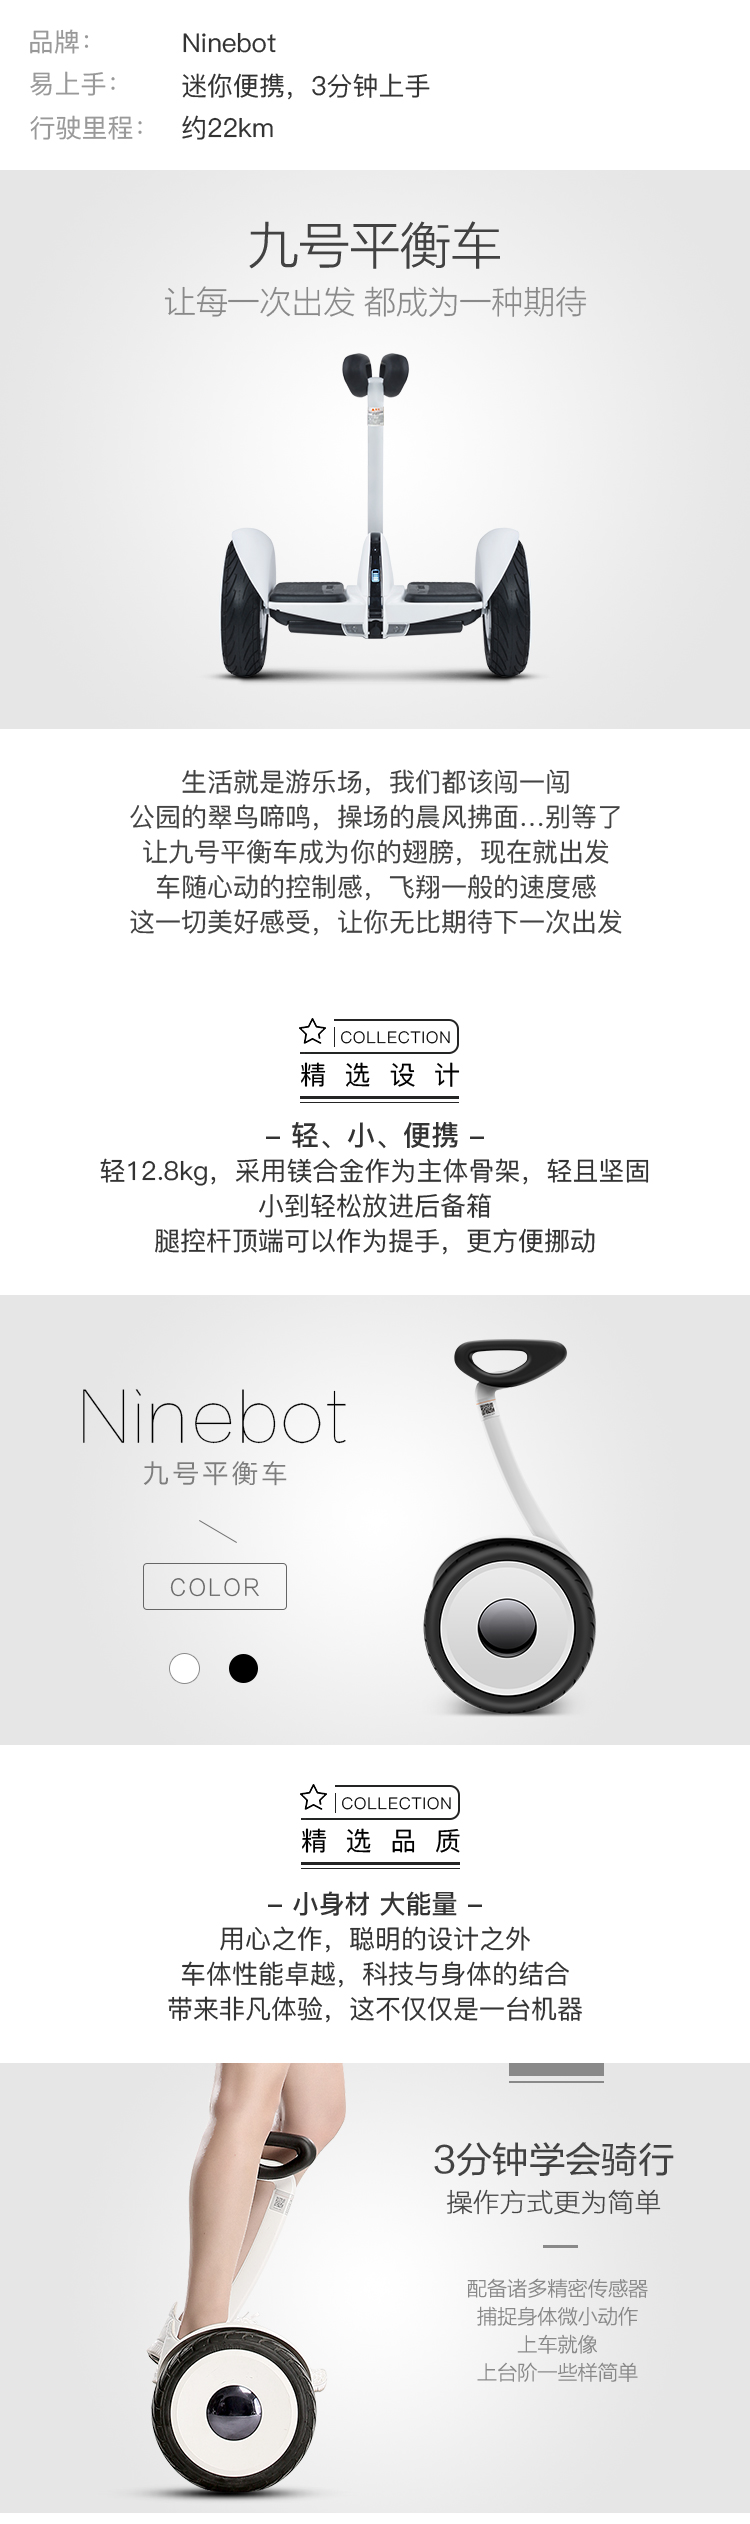 品牌： Ninebot
易上手： 迷你便携，3分钟上手
行驶里程： 约22km
九号平衡车
让每一次出发 都成为一种期待
生活就是游乐场，我们都该闯一闯
公园的翠鸟啼鸣，操场的晨风拂面...别等了
让九号平衡车成为你的翅膀，现在就出发
车随心动的控制感，飞翔一般的速度感
这一切美好感受，让你无比期待下一次出发
COLLECTION
精选设计
- 轻、小、便携 -
轻12.8kg，采用镁合金作为主体骨架，轻且坚固
小到轻松放进后备箱
腿控杆顶端可以作为提手，更方便挪动
Ninebot
九号平衡车
COLOR
COLLECTION
精选品质
- 小身材 大能量 -
用心之作，聪明的设计之外
车体性能卓越，科技与身体的结合
带来非凡体验，这不仅仅是一台机器
3分钟学会骑行
操作方式更为简单
配备诸多精密传感器
捕捉身体微小动作
上车就像
上台阶一些样简单